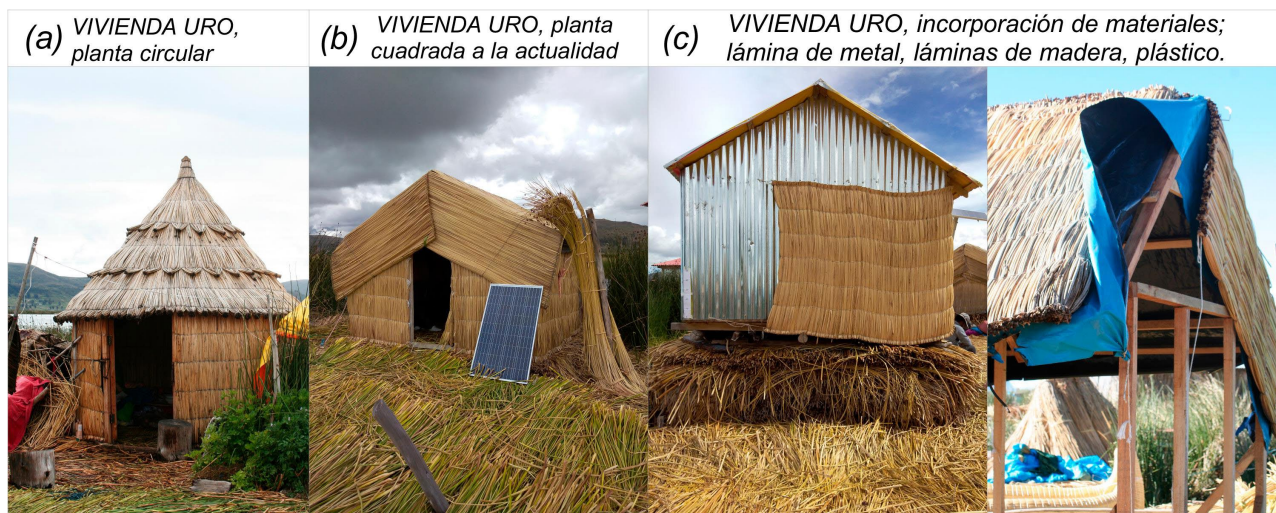 (a) VIVIENDA URO,
planta circular
(b) VIVIENDA URO, planta
cuadrada a la actualidad
(c) VIVIENDA URO, incorporación de materiales;
lámina de metal, láminas de madera, plástico.